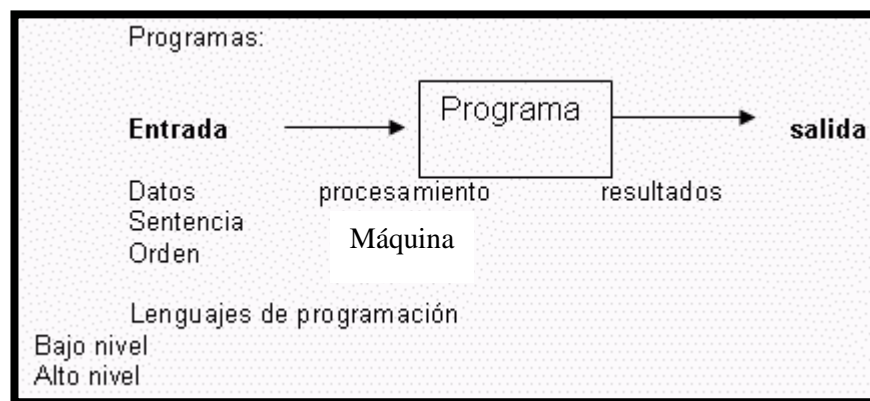 Programas:
Programa
Entrada salida
Datos procesamiento resultados
Sentencia
Máquina
Orden
Lenguajes de programación
Bajo nivel
Alto nivel